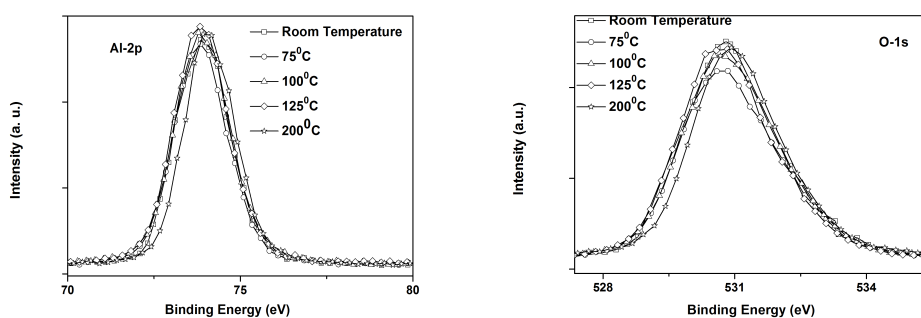 Al-2p
Room Temperature
75⁰C
100⁰C
125⁰C
200⁰C
Intensity (a. u.)
70
75
80
Binding Energy (eV)
O-1s
Room Temperature
75⁰C
100⁰C
125⁰C
200⁰C
Intensity (a.u.)
528
531
534
Binding Energy (eV)